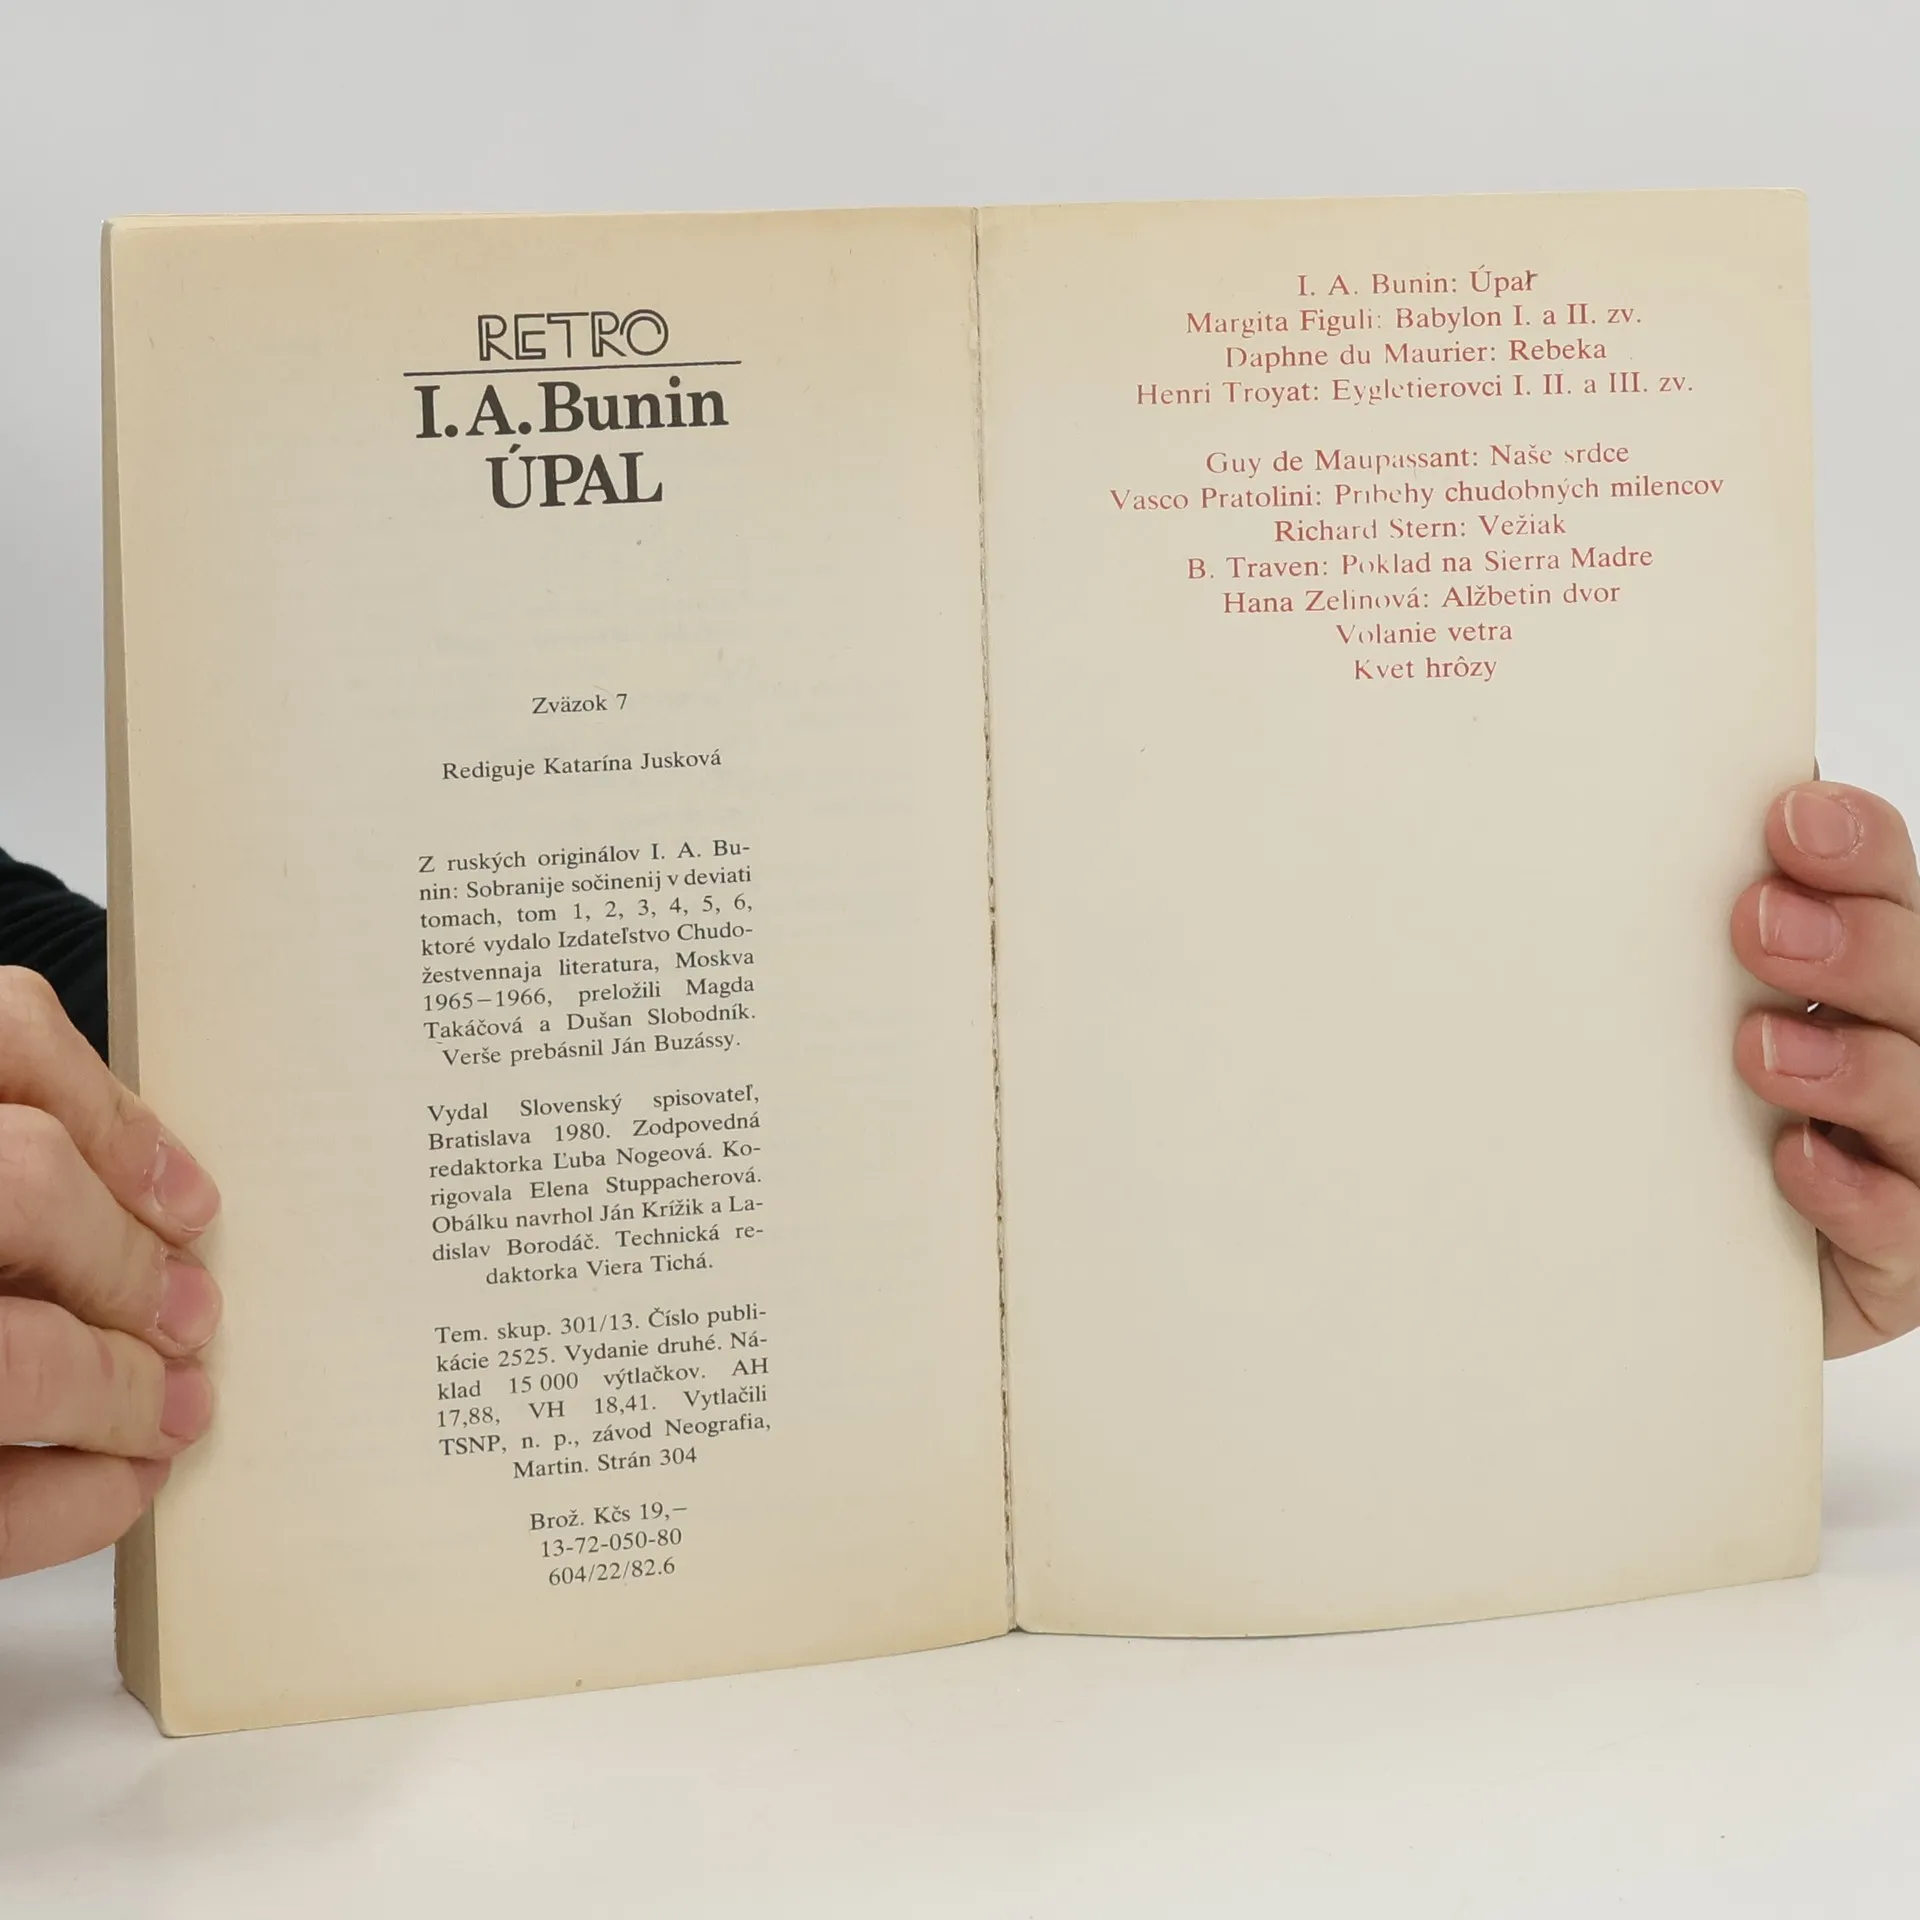 RETRO
I. A. Bunin
ÚPAL
Zväzok 7
Rediguje Katarína Jusková
Z ruských originálov I. A. Bu-
nin: Sobranije sočinenij v deviati
tomach, tom 1, 2, 3, 4, 5, 6,
ktoré vydalo Izdateľstvo Chudo-
žestvennaja literatura, Moskva
1965–1966, preložili Magda
Takáčová a Dušan Slobodník.
Verše prebásnil Ján Buzássy.
Vydal Slovenský spisovateľ,
Bratislava 1980. Zodpovedná
redaktorka Ľuba Nogeová. Ko-
rigovala Elena Stuppacherová.
Obálku navrhol Ján Krížik a La-
dislav Borodáč. Technická re-
daktorka Viera Tichá.
Tem. skup. 301/13. Číslo publi-
kácie 2525. Vydanie druhé. Ná-
klad 15 000 výtlačkov. AH
17,88, VH 18,41. Vytlačili
TSNP, n. p., závod Neografia,
Martin. Strán 304
Brož. Kčs 19,–
13-72-050-80
604/22/82.6
I. A. Bunin: Úpal
Margita Figuli: Babylon I. a II. zv.
Daphne du Maurier: Rebeka
Henri Troyat: Eygletierovci I. II. a III. zv.
Guy de Maupassant: Naše srdce
Vasco Pratolini: Príbehy chudobných milencov
Richard Stern: Vežiak
B. Traven: Poklad na Sierra Madre
Hana Zelinová: Alžbetin dvor
Volanie vetra
Kvet hrôzy